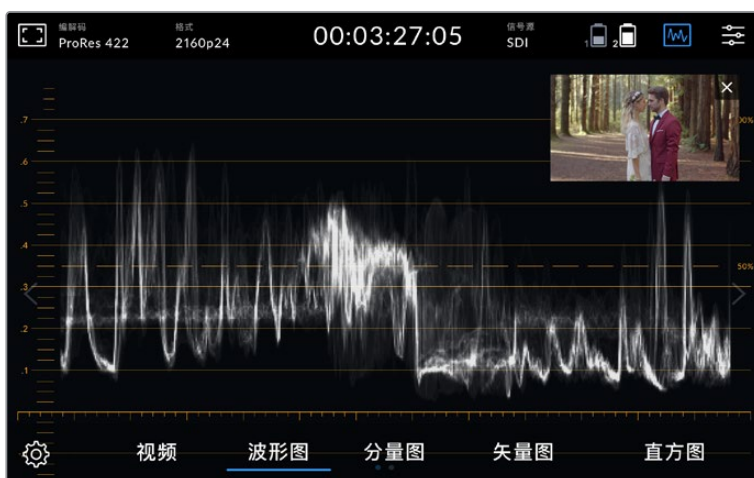 编解码
ProRes 422
格式
2160p24
00:03:27:05
信号源
SDI
1
2
.7
.6
.5
.4
.3
.2
.1
50%
视频
波形图
分量图
矢量图
直方图